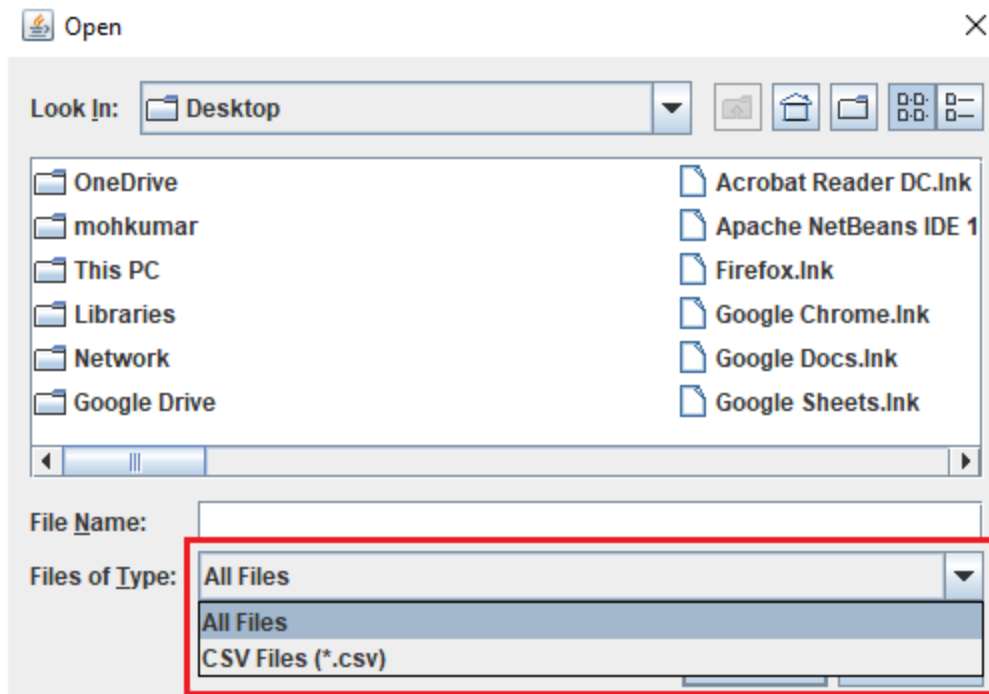 Open
Look In: Desktop
OneDrive
mohkumar
This PC
Libraries
Network
Google Drive
Acrobat Reader DC.lnk
Apache NetBeans IDE 1
Firefox.lnk
Google Chrome.lnk
Google Docs.lnk
Google Sheets.lnk
File Name:
Files of Type: All Files
All Files
CSV Files (*.csv)